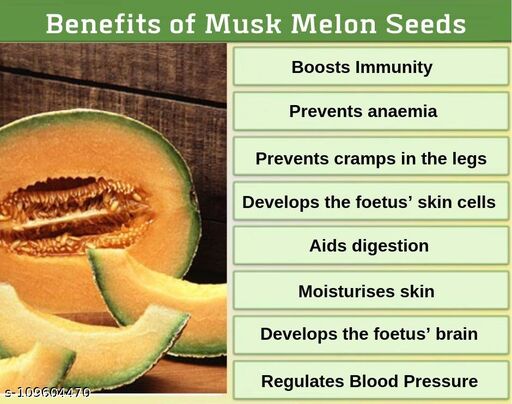 Benefits of Musk Melon Seeds
Boosts Immunity
Prevents anaemia
Prevents cramps in the legs
Develops the foetus’ skin cells
Aids digestion
Moisturises skin
Develops the foetus’ brain
Regulates Blood Pressure
s-109604470